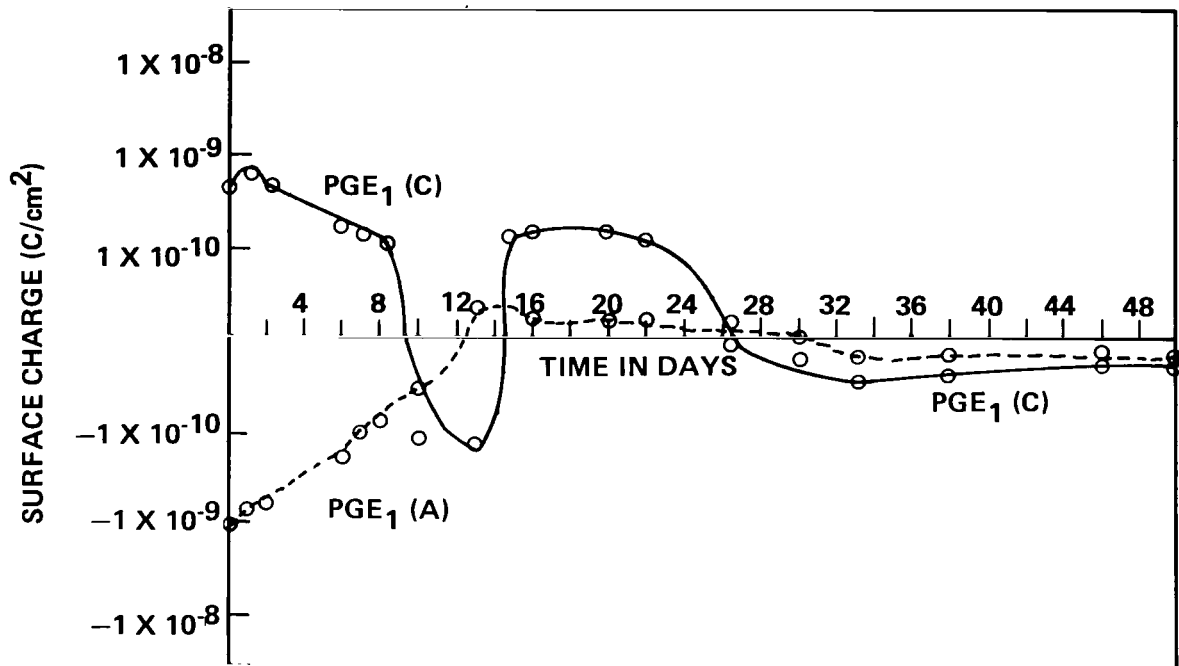 SURFACE CHARGE (C/cm²)
1 X 10⁻⁸
1 X 10⁻⁹
1 X 10⁻¹⁰
−1 X 10⁻¹⁰
−1 X 10⁻⁹
−1 X 10⁻⁸
PGE₁ (C)
4 8 12 16 20 24 28 32 36 40 44 48
TIME IN DAYS
PGE₁ (C)
PGE₁ (A)